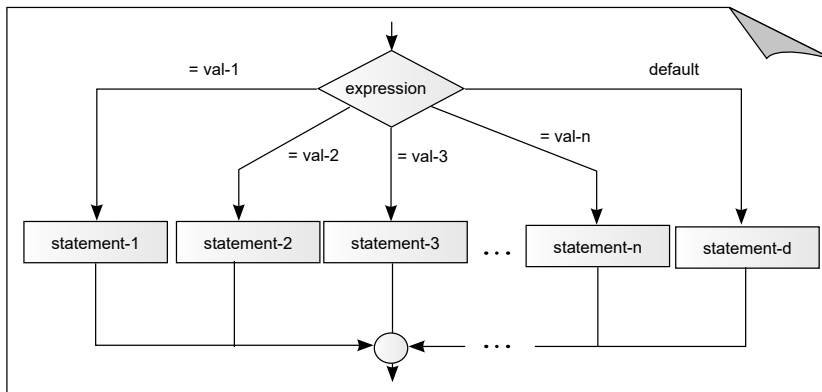 = val-1
default
expression
= val-2
= val-3
= val-n
statement-1
statement-2
statement-3
...
statement-n
statement-d
...